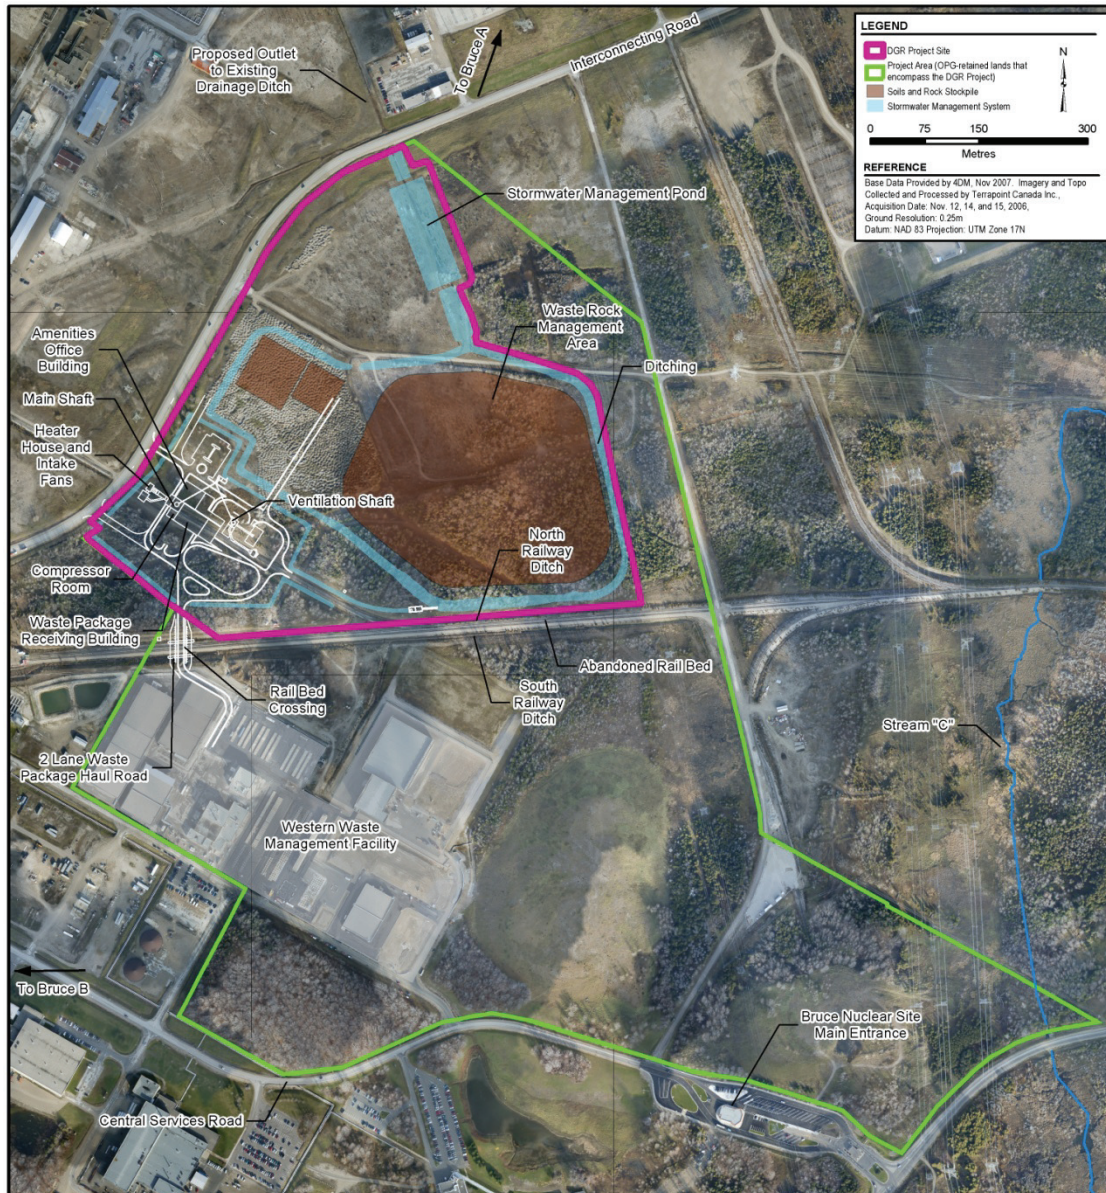 LEGEND
DGR Project Site
Project Area (OPG-retained lands that
encompass the DGR Project)
Soils and Rock Stockpile
Stormwater Management System
N
0 75 150 300
Metres
REFERENCE
Base Data Provided by 4DM, Nov 2007. Imagery and Topo
Collected and Processed by Terrapoint Canada Inc.,
Acquisition Date: Nov. 12, 14, and 15, 2006,
Ground Resolution: 0.25m
Datum: NAD 83 Projection: UTM Zone 17N
Proposed Outlet
to Existing
Drainage Ditch
To Bruce A
Interconnecting Road
Stormwater Management Pond
Waste Rock
Management
Area
Amenities
Office
Building
Ditching
Main Shaft
Heater
House and
Intake
Fans
Ventilation Shaft
North
Railway
Ditch
Compressor
Room
Waste Package
Receiving Building
Abandoned Rail Bed
Rail Bed
Crossing
South
Railway
Ditch
Stream "C"
2 Lane Waste
Package Haul Road
Western Waste
Management Facility
To Bruce B
Bruce Nuclear Site
Main Entrance
Central Services Road